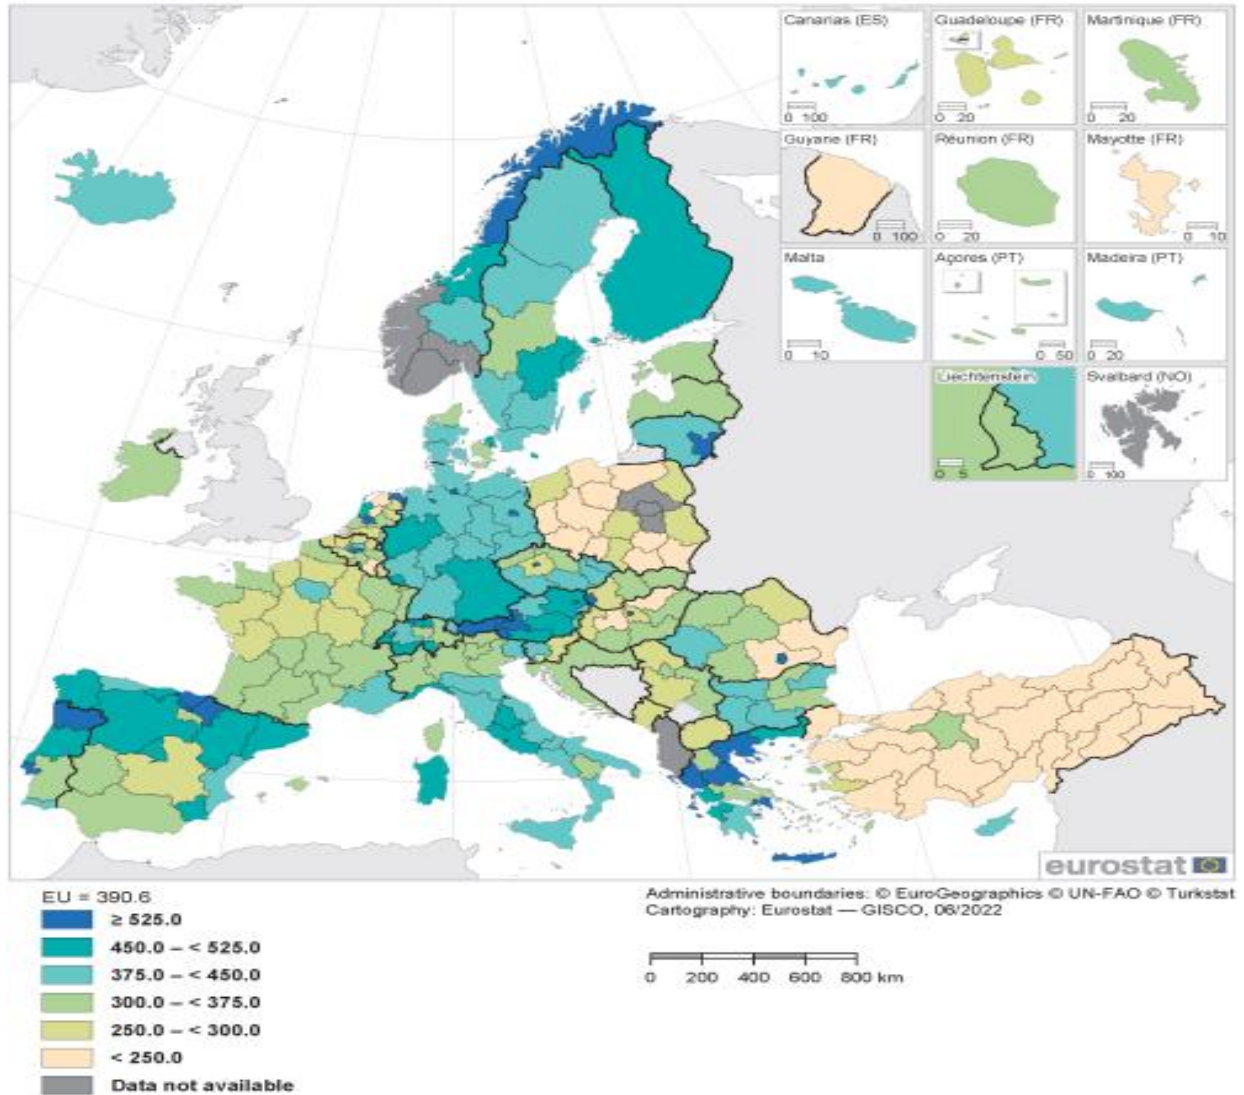 Canarias (ES)
0 100
Guadeloupe (FR)
0 20
Martinique (FR)
0 20
Guyane (FR)
0 100
Réunion (FR)
0 20
Mayotte (FR)
0 10
Malta
0 10
Açores (PT)
0 50
Madeira (PT)
0 20
Liechtenstein
0 5
Svalbard (NO)
0 100
eurostat
Administrative boundaries: © EuroGeographics © UN-FAO © Turkstat
Cartography: Eurostat — GISCO, 06/2022
0 200 400 600 800 km
EU = 390.6
≥ 525.0
450.0 – < 525.0
375.0 – < 450.0
300.0 – < 375.0
250.0 – < 300.0
< 250.0
Data not available